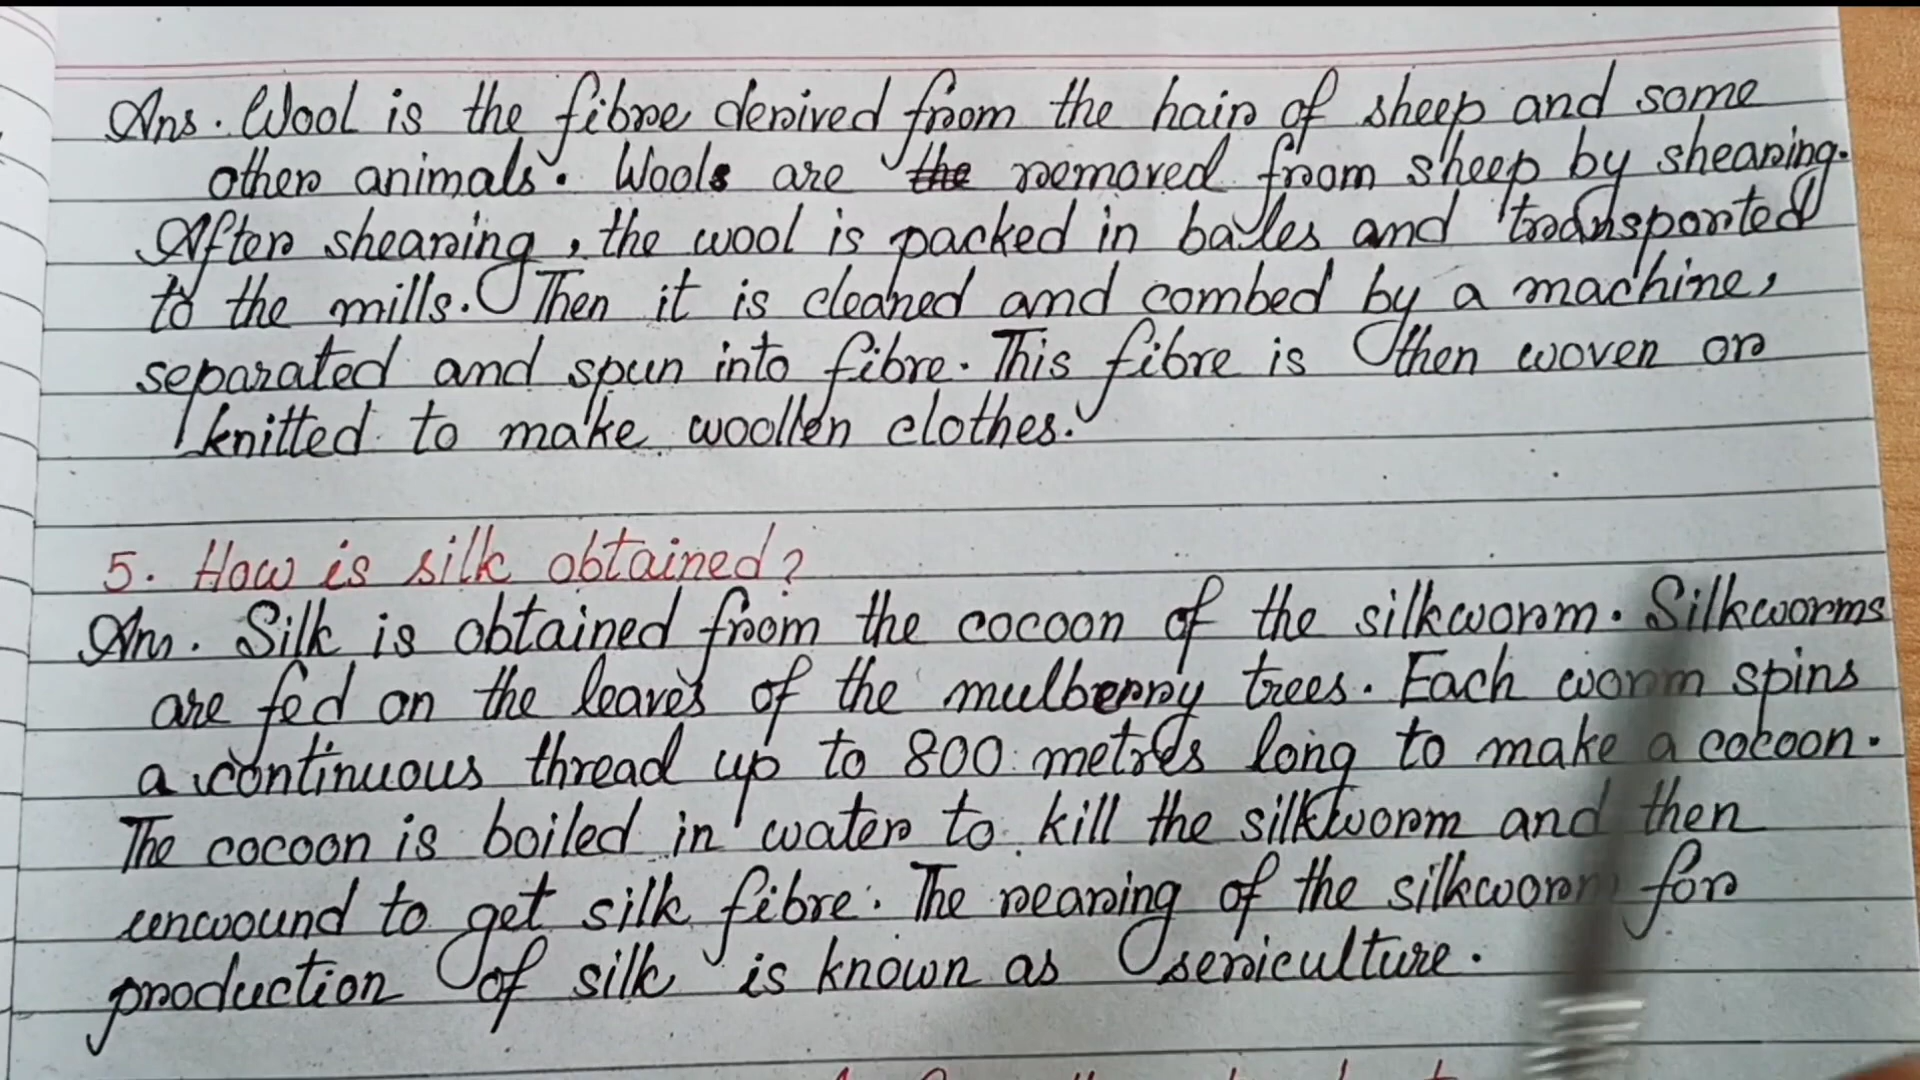 Ans. Wool is the fibre derived from the hair of sheep and some
other animals. Wools are the removed from sheep by shearing.
After shearing, the wool is packed in bales and transported
to the mills. Then it is cleaned and combed by a machine,
separated and spun into fibre. This fibre is then woven or
knitted to make woollen clothes.
5. How is silk obtained?
Ans. Silk is obtained from the cocoon of the silkworm. Silkworms
are fed on the leaves of the mulberry trees. Each worm spins
a continuous thread up to 800 metres long to make a cocoon.
The cocoon is boiled in water to kill the silkworm and then
unwound to get silk fibre. The rearing of the silkworm for
production of silk is known as sericulture.